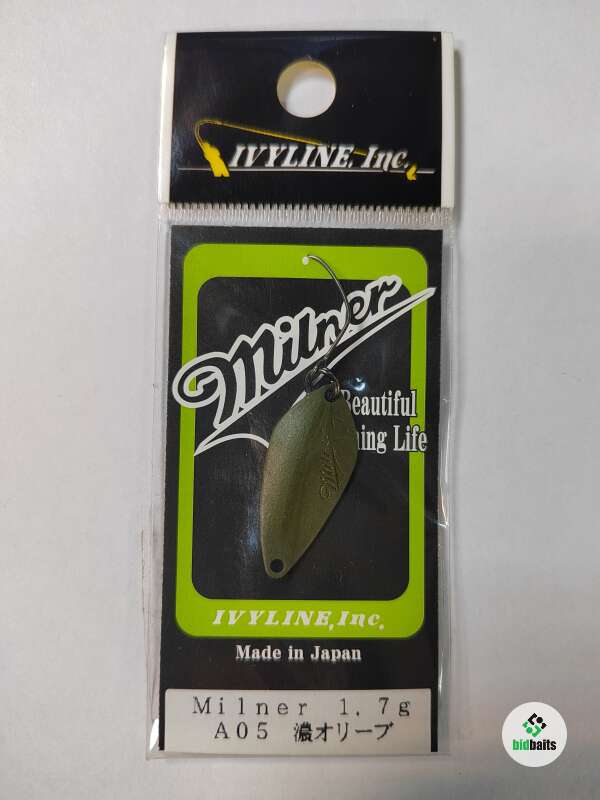 IVYLINE, Inc.
Milner
Beautiful
ing Life
Milner
IVYLINE, Inc.
Made in Japan
Milner 1.7g
A05 濃オリーブ
bidbaits